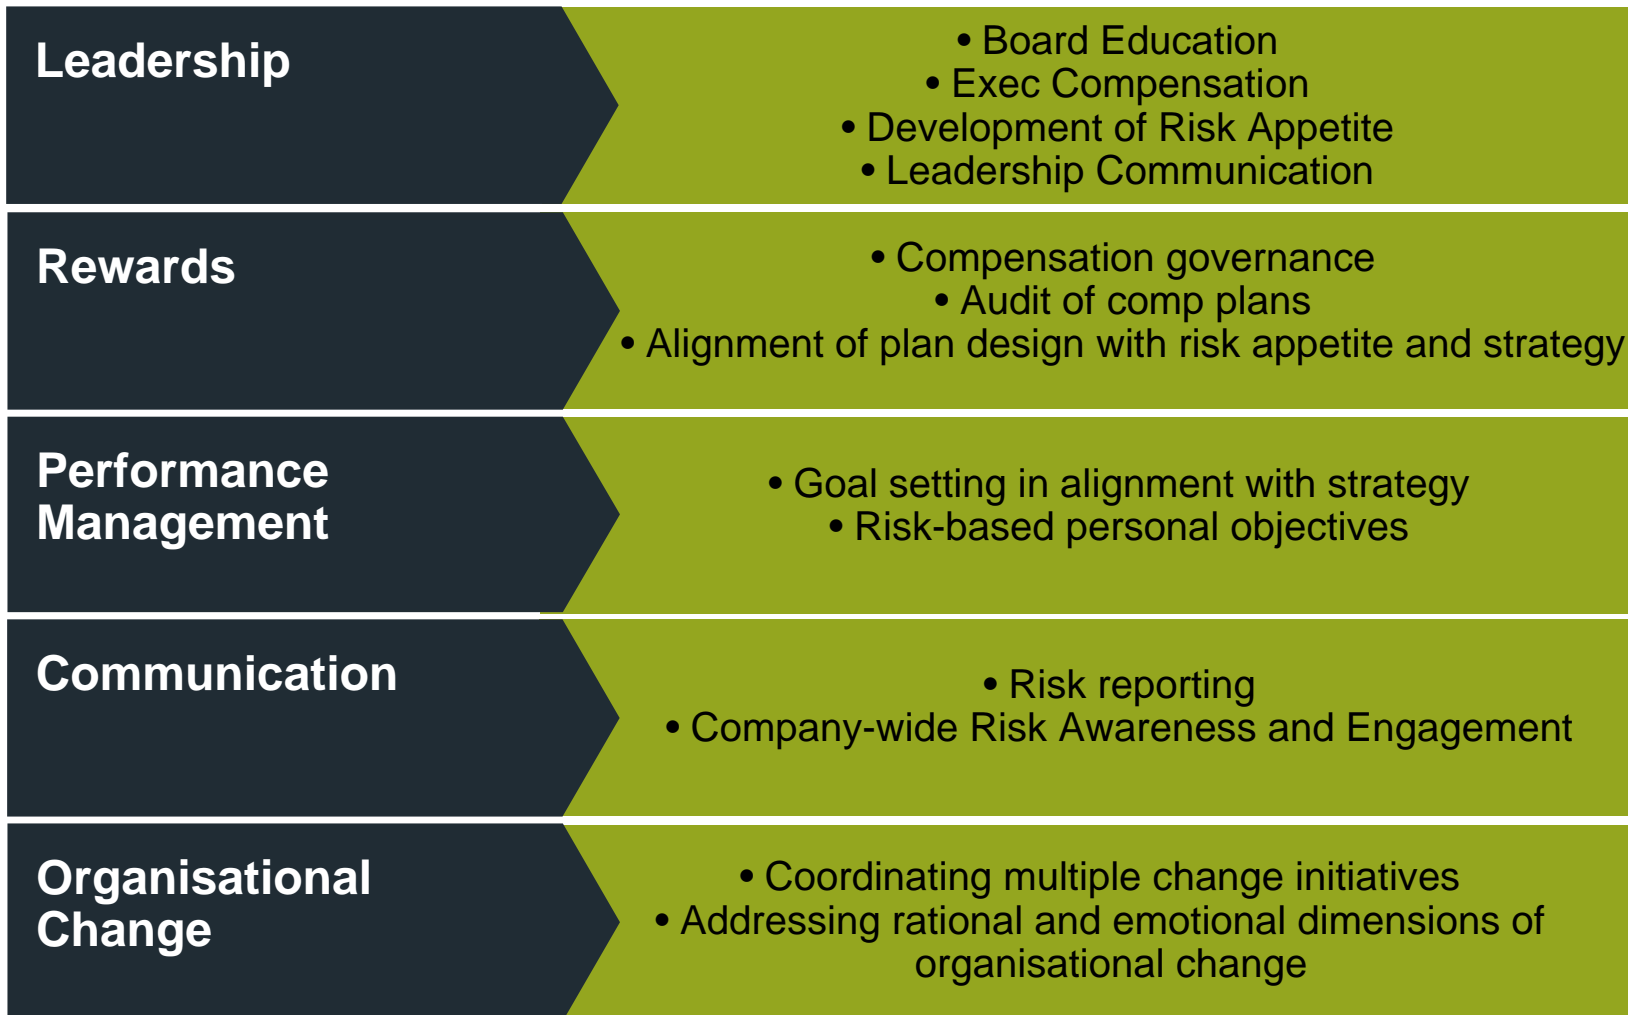 Leadership
• Board Education
• Exec Compensation
• Development of Risk Appetite
• Leadership Communication
Rewards
• Compensation governance
• Audit of comp plans
• Alignment of plan design with risk appetite and strategy
Performance
Management
• Goal setting in alignment with strategy
• Risk-based personal objectives
Communication
• Risk reporting
• Company-wide Risk Awareness and Engagement
Organisational
Change
• Coordinating multiple change initiatives
• Addressing rational and emotional dimensions of
organisational change